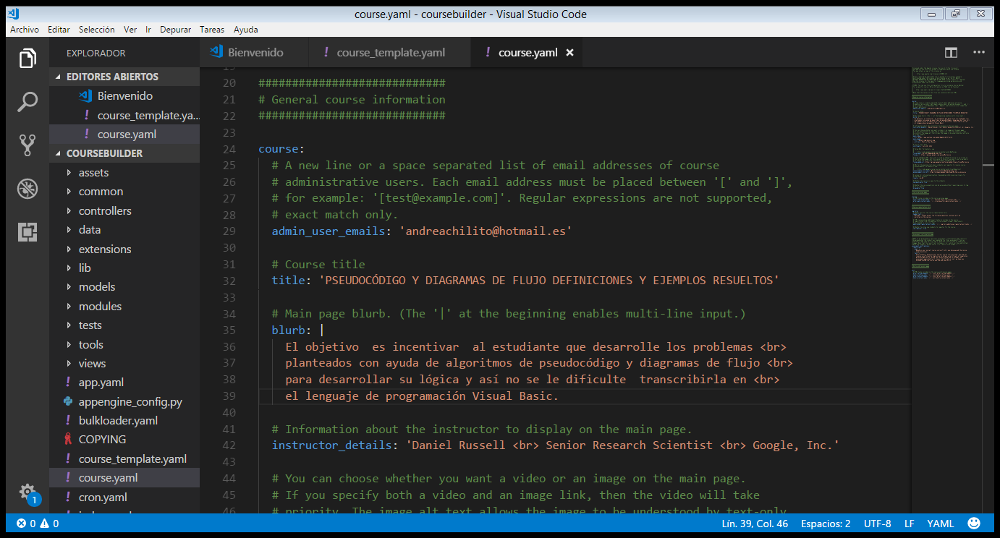 course.yaml - coursebuilder - Visual Studio Code
Archivo Editar Selección Ver Ir Depurar Tareas Ayuda
EXPLORADOR
EDITORES ABIERTOS
Bienvenido
! course_template.ya...
! course.yaml
COURSEBUILDER
assets
common
controllers
data
extensions
lib
models
modules
tests
tools
views
! app.yaml
appengine_config.py
! bulkloader.yaml
COPYING
! course_template.yaml
! course.yaml
! cron.yaml
1
Bienvenido ! course_template.yaml ! course.yaml ×
19
20 ############################
21 # General course information
22 ############################
23
24 course:
25 # A new line or a space separated list of email addresses of course
26 # administrative users. Each email address must be placed between '[' and ']',
27 # for example: '[test@example.com]'. Regular expressions are not supported,
28 # exact match only.
29 admin_user_emails: 'andreachilito@hotmail.es'
30
31 # Course title
32 title: 'PSEUDOCÓDIGO Y DIAGRAMAS DE FLUJO DEFINICIONES Y EJEMPLOS RESUELTOS'
33
34 # Main page blurb. (The '|' at the beginning enables multi-line input.)
35 blurb: |
36 El objetivo  es incentivar  al estudiante que desarrolle los problemas <br>
37 planteados con ayuda de algoritmos de pseudocódigo y diagramas de flujo <br>
38 para desarrollar su lógica y así no se le dificulte  transcribirla en <br>
39 el lenguaje de programación Visual Basic.
40
41 # Information about the instructor to display on the main page.
42 instructor_details: 'Daniel Russell <br> Senior Research Scientist <br> Google, Inc.'
43
44 # You can choose whether you want a video or an image on the main page.
45 # If you specify both a video and an image link, then the video will take
46 # priority. The image alt text allows the image to be understood by text-only
0 0 Lín. 39, Col. 46 Espacios: 2 UTF-8 LF YAML